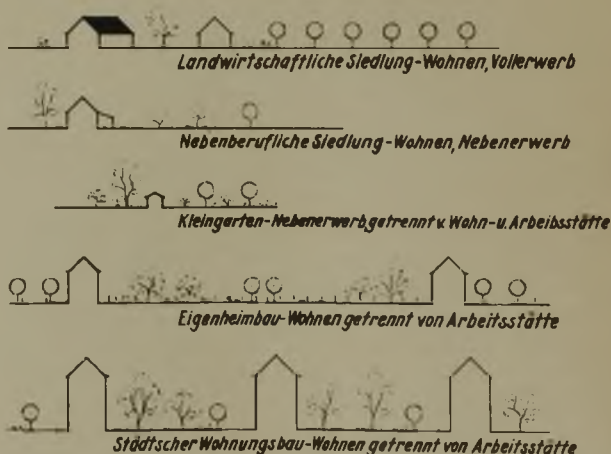 Landwirtschaftliche Siedlung-Wohnen, Vollerwerb
Nebenberufliche Siedlung-Wohnen, Nebenerwerb
Kleingarten-Nebenerwerb, getrennt v. Wohn- u. Arbeitsstätte
Eigenheimbau-Wohnen getrennt von Arbeitsstätte
Städtscher Wohnungsbau-Wohnen getrennt von Arbeitsstätte